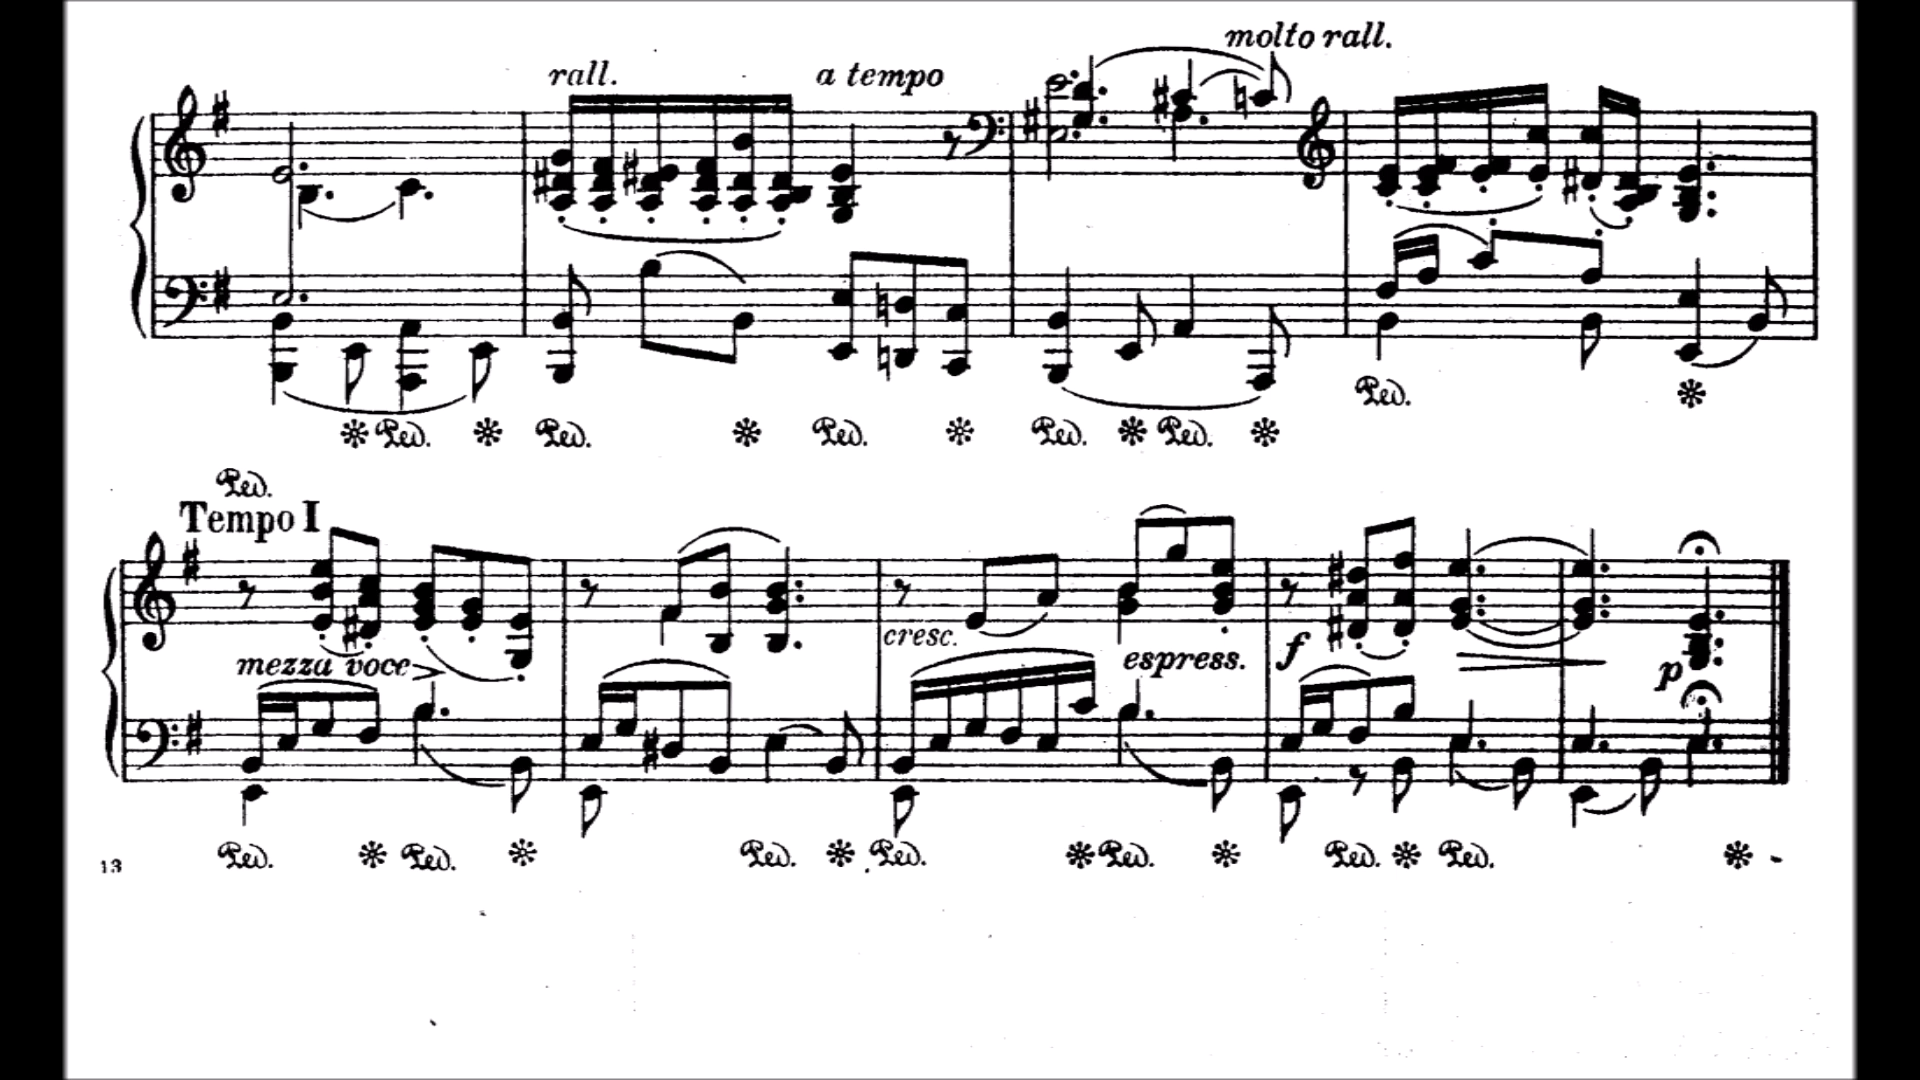 molto rall.
rall. a tempo
Ped. Ped. Ped. Ped. Ped. Ped. Ped.
Ped.
Tempo I
cresc.
mezza voce espress. f p
Ped. Ped. Ped. Ped. Ped. Ped. Ped.
13